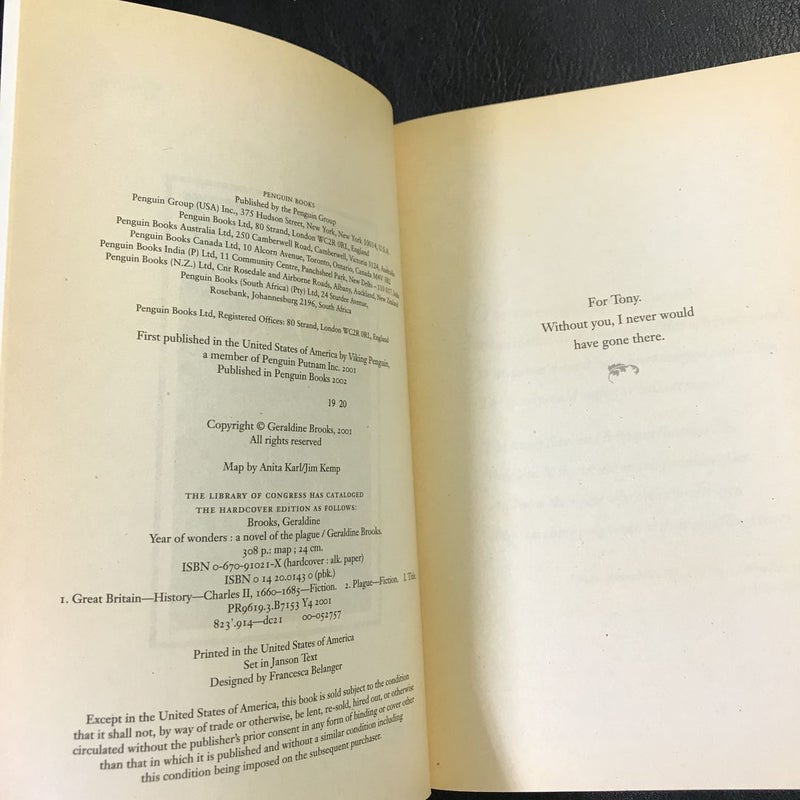 PENGUIN BOOKS
Published by the Penguin Group
Penguin Group (USA) Inc., 375 Hudson Street, New York, New York 10014, U.S.A.
Penguin Books Ltd, 80 Strand, London WC2R 0RL, England
Penguin Books Australia Ltd, 250 Camberwell Road, Camberwell, Victoria 3124, Australia
Penguin Books Canada Ltd, 10 Alcorn Avenue, Toronto, Ontario, Canada M4V 3B2
Penguin Books India (P) Ltd, 11 Community Centre, Panchsheel Park, New Delhi – 110 017, India
Penguin Books (N.Z.) Ltd, Cnr Rosedale and Airborne Roads, Albany, Auckland, New Zealand
Penguin Books (South Africa) (Pty) Ltd, 24 Sturdee Avenue,
Rosebank, Johannesburg 2196, South Africa
Penguin Books Ltd, Registered Offices: 80 Strand, London WC2R 0RL, England
First published in the United States of America by Viking Penguin,
a member of Penguin Putnam Inc. 2001
Published in Penguin Books 2002
19 20
Copyright © Geraldine Brooks, 2001
All rights reserved
Map by Anita Karl/Jim Kemp
THE LIBRARY OF CONGRESS HAS CATALOGED
THE HARDCOVER EDITION AS FOLLOWS:
Brooks, Geraldine
Year of wonders : a novel of the plague / Geraldine Brooks.
308 p.: map ; 24 cm.
ISBN 0-670-91021-X (hardcover : alk. paper)
ISBN 0 14 20.0143 0 (pbk.)
1. Great Britain—History—Charles II, 1660–1685—Fiction. 2. Plague—Fiction. I. Title.
PR9619.3.B7153 Y4 2001
823'.914—dc21 00-052757
Printed in the United States of America
Set in Janson Text
Designed by Francesca Belanger
Except in the United States of America, this book is sold subject to the condition
that it shall not, by way of trade or otherwise, be lent, re-sold, hired out, or otherwise
circulated without the publisher's prior consent in any form of binding or cover other
than that in which it is published and without a similar condition including
this condition being imposed on the subsequent purchaser.
For Tony.
Without you, I never would
have gone there.